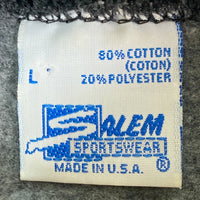 80% COTTON
(COTON)
L
20% POLYESTER
SALEM
SPORTSWEAR
®
MADE IN U.S.A.